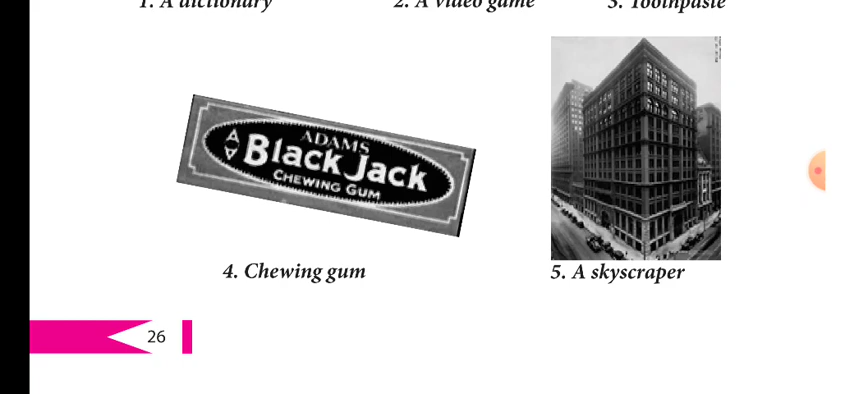 1. A dictionary 2. A video game 3. Toothpaste
ADAMS
Black Jack
CHEWING GUM
4. Chewing gum 5. A skyscraper
26